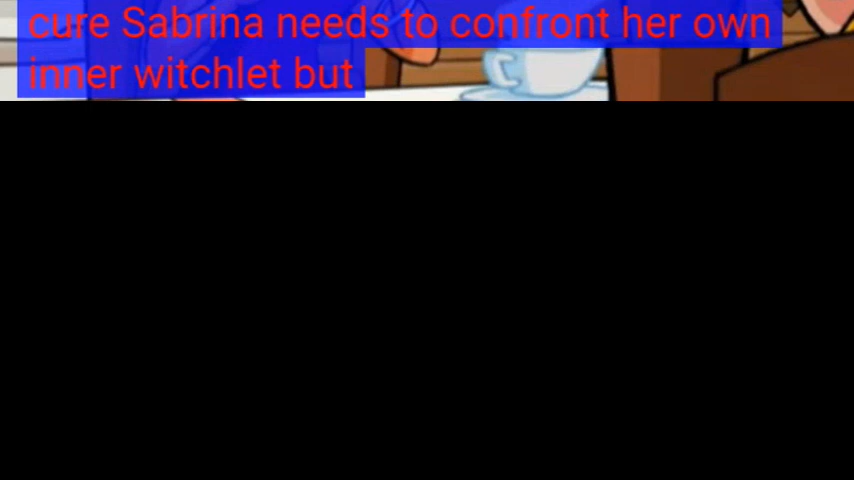 cure Sabrina needs to confront her own
inner witchlet but